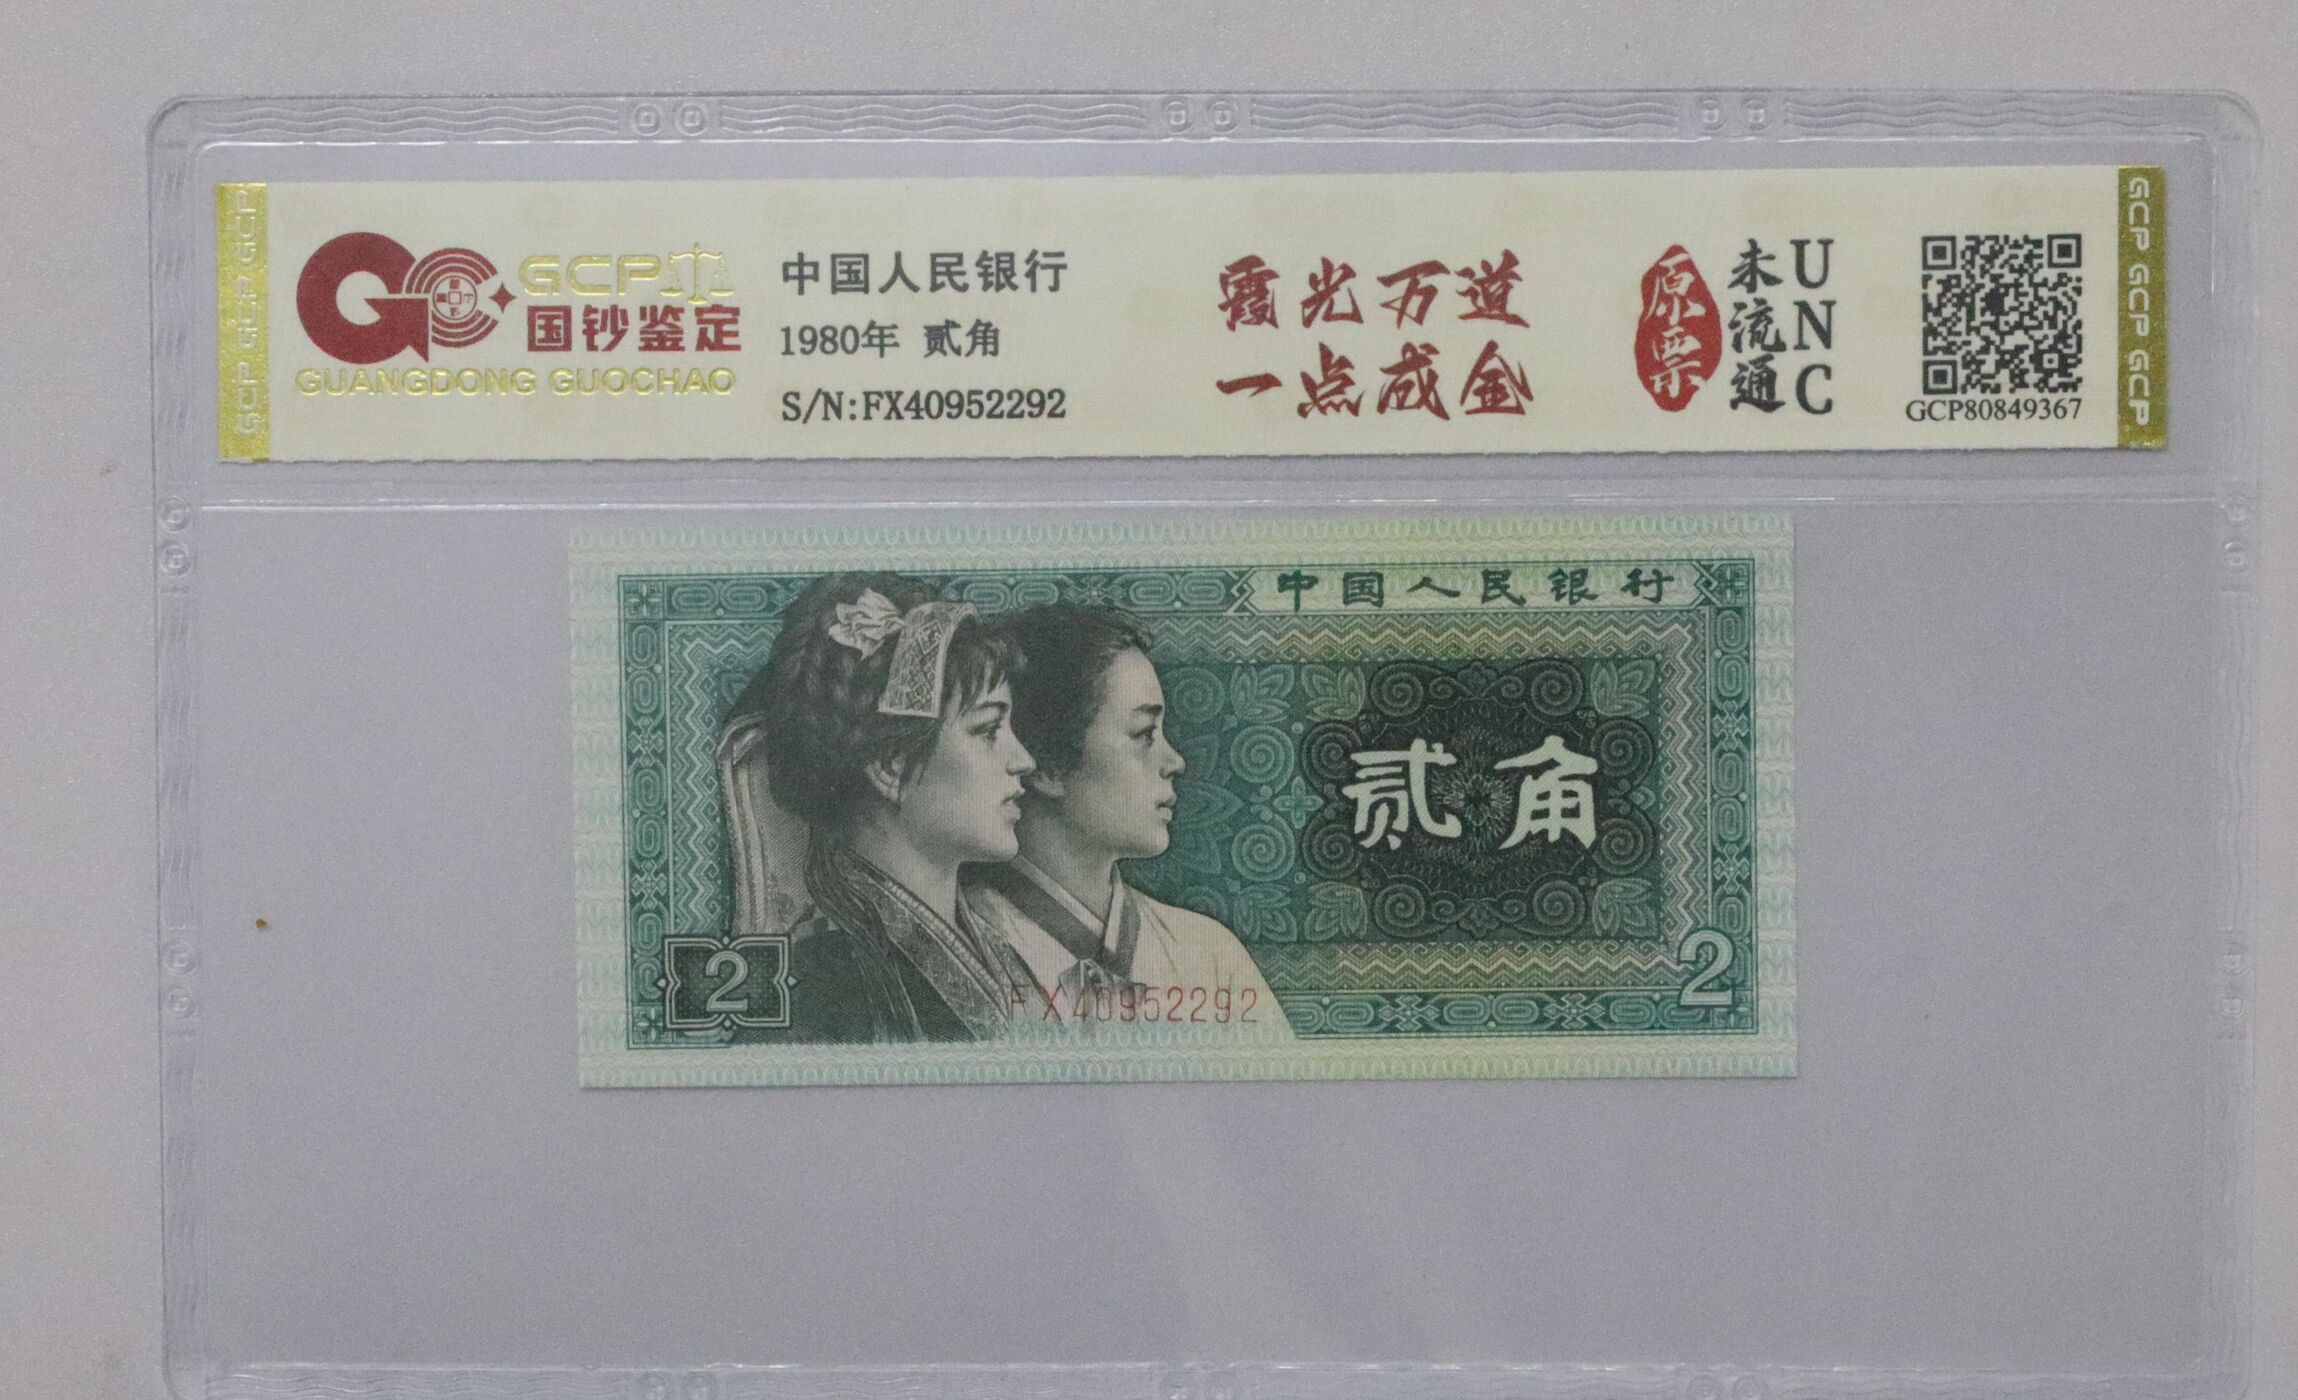 GCP GCP GCP
GCP
国钞鉴定
GUANGDONG GUOCHAO
中国人民银行
1980年 贰角
S/N:FX40952292
霞光万道
一点成金
原票
未流通
UNC
GCP80849367
GCP GCP GCP
中国人民银行
贰角
2
2
FX40952292